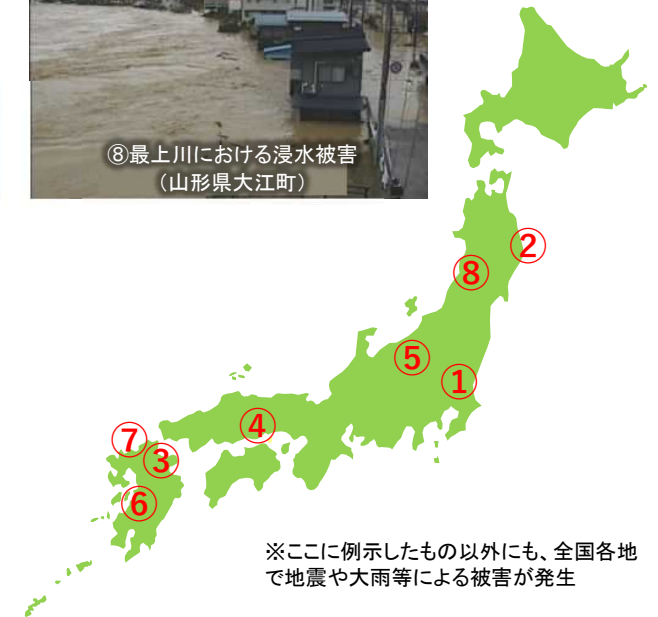 ⑧最上川における浸水被害
（山形県大江町）
②
⑧
⑤
①
④
⑦
③
⑥
※ここに例示したもの以外にも、全国各地
で地震や大雨等による被害が発生